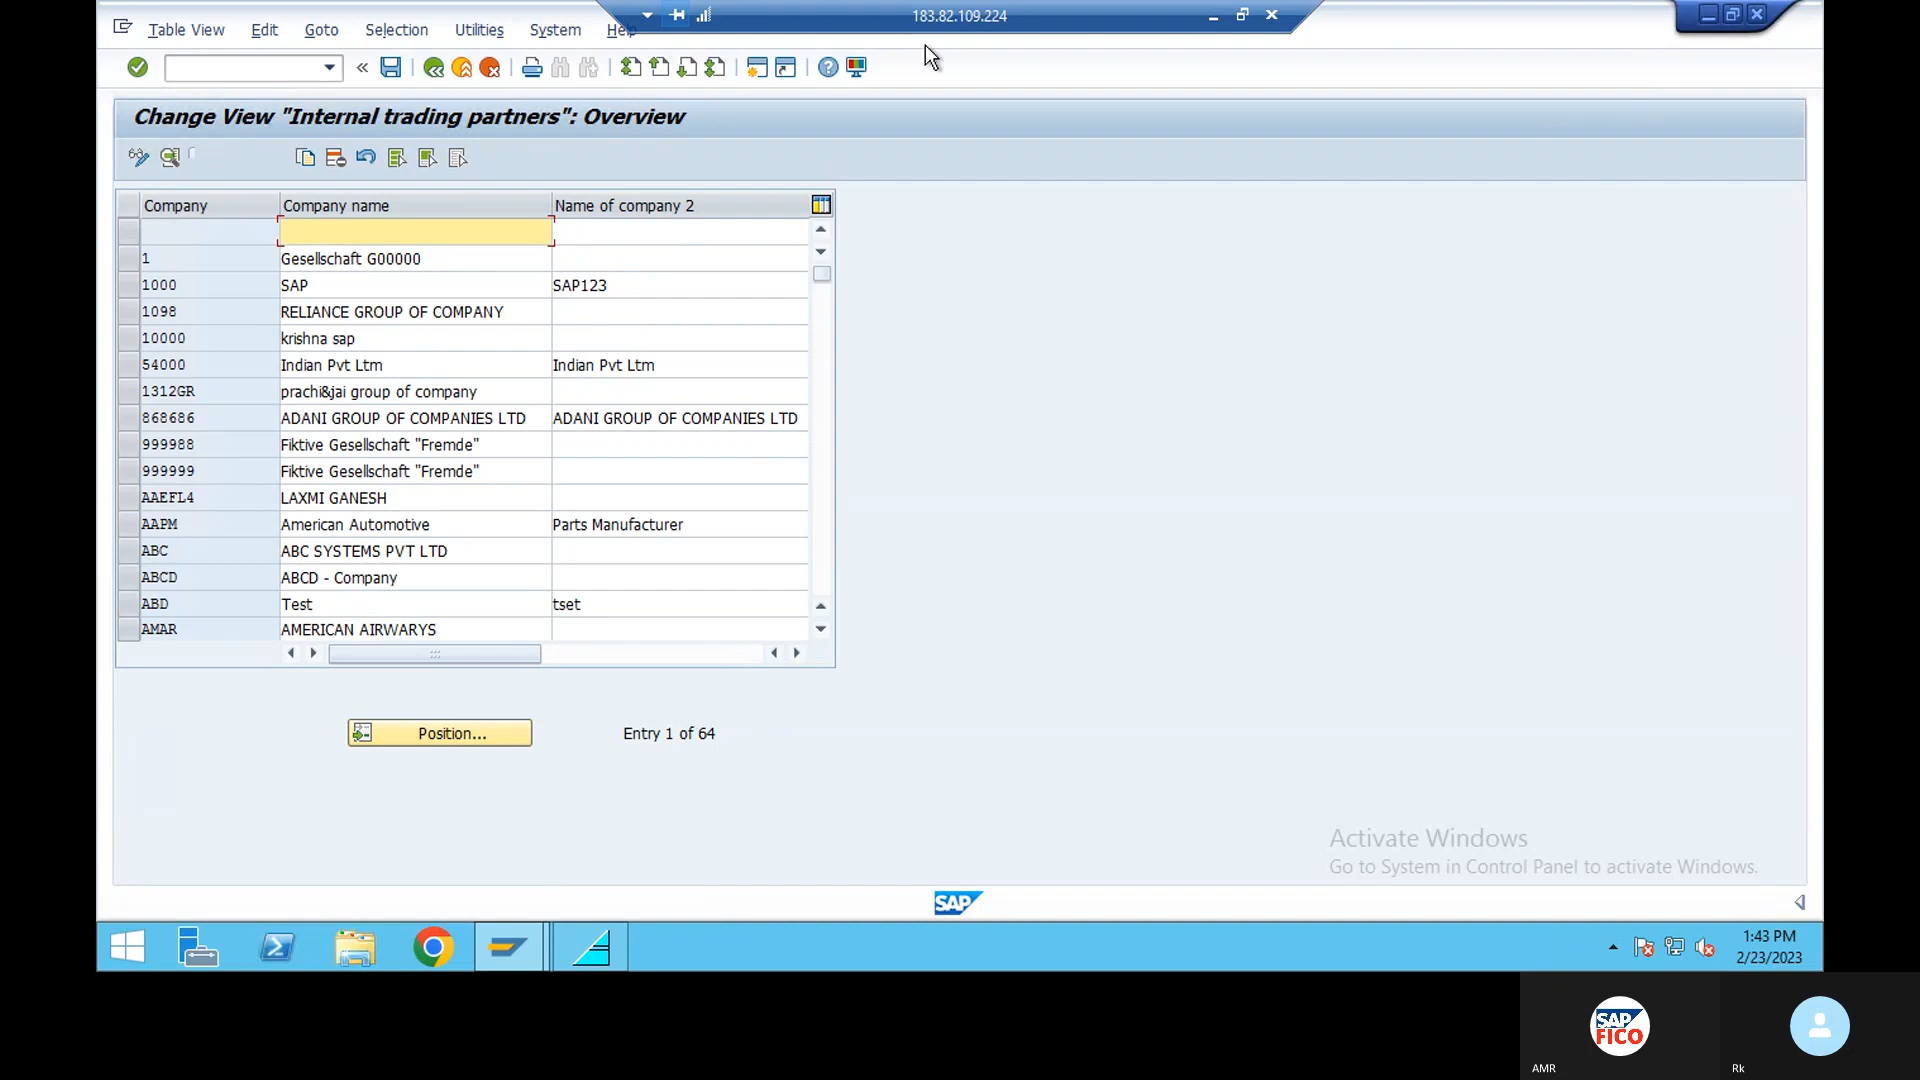 183.82.109.224
Table View Edit Goto Selection Utilities System Help
Change View "Internal trading partners": Overview
Company Company name Name of company 2
1 Gesellschaft G00000
1000 SAP SAP123
1098 RELIANCE GROUP OF COMPANY
10000 krishna sap
54000 Indian Pvt Ltm Indian Pvt Ltm
1312GR prachi&jai group of company
868686 ADANI GROUP OF COMPANIES LTD ADANI GROUP OF COMPANIES LTD
999988 Fiktive Gesellschaft "Fremde"
999999 Fiktive Gesellschaft "Fremde"
AAEFL4 LAXMI GANESH
AAPM American Automotive Parts Manufacturer
ABC ABC SYSTEMS PVT LTD
ABCD ABCD - Company
ABD Test tset
AMAR AMERICAN AIRWARYS
Position... Entry 1 of 64
Activate Windows
Go to System in Control Panel to activate Windows.
SAP
1:43 PM
2/23/2023
SAP
FICO
AMR Rk